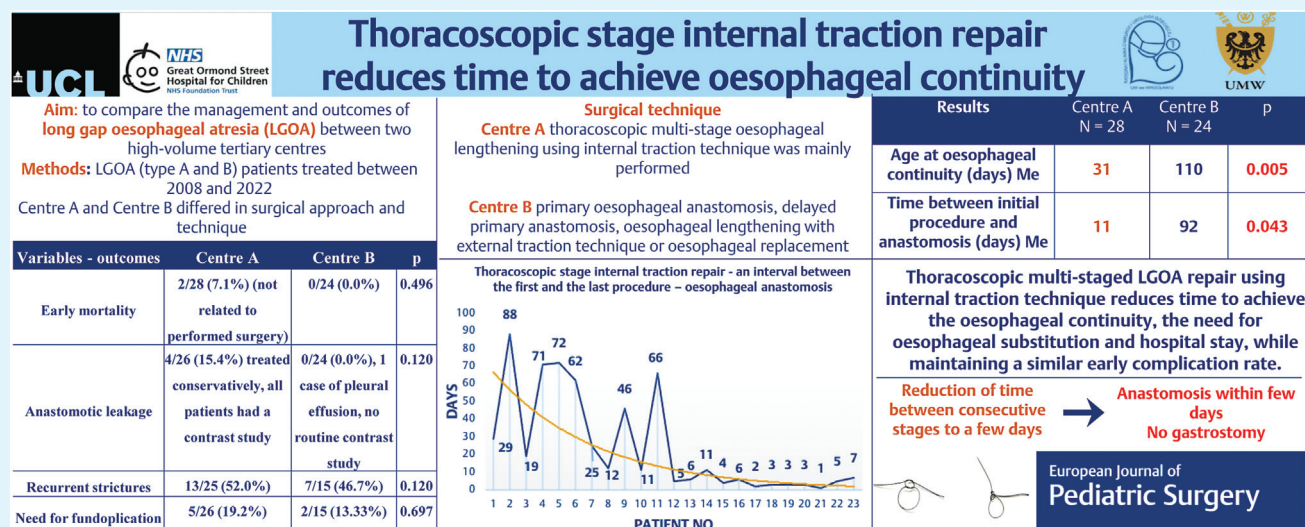 UCL
NHS
Great Ormond Street
Hospital for Children
NHS Foundation Trust
Thoracoscopic stage internal traction repair
reduces time to achieve oesophageal continuity
UMW
Aim: to compare the management and outcomes of
long gap oesophageal atresia (LGOA) between two
high-volume tertiary centres
Methods: LGOA (type A and B) patients treated between
2008 and 2022
Centre A and Centre B differed in surgical approach and
technique
Variables - outcomes Centre A Centre B p
Early mortality 2/28 (7.1%) (not related to performed surgery) 0/24 (0.0%) 0.496
Anastomotic leakage 4/26 (15.4%) treated conservatively, all patients had a contrast study 0/24 (0.0%), 1 case of pleural effusion, no routine contrast study 0.120
Recurrent strictures 13/25 (52.0%) 7/15 (46.7%) 0.120
Need for fundoplication 5/26 (19.2%) 2/15 (13.33%) 0.697
Surgical technique
Centre A thoracoscopic multi-stage oesophageal
lengthening using internal traction technique was mainly
performed
Centre B primary oesophageal anastomosis, delayed
primary anastomosis, oesophageal lengthening with
external traction technique or oesophageal replacement
Thoracoscopic stage internal traction repair - an interval between
the first and the last procedure – oesophageal anastomosis
DAYS
100
90
80
70
60
50
40
30
20
10
0
29 88 19 71 72 62 25 12 46 11 66 5 6 11 4 6 2 3 3 3 1 5 7
1 2 3 4 5 6 7 8 9 10 11 12 13 14 15 16 17 18 19 20 21 22 23
PATIENT NO
Results Centre A N = 28 Centre B N = 24 p
Age at oesophageal continuity (days) Me 31 110 0.005
Time between initial procedure and anastomosis (days) Me 11 92 0.043
Thoracoscopic multi-staged LGOA repair using
internal traction technique reduces time to achieve
the oesophageal continuity, the need for
oesophageal substitution and hospital stay, while
maintaining a similar early complication rate.
Reduction of time
between consecutive
stages to a few days
Anastomosis within few
days
No gastrostomy
European Journal of
Pediatric Surgery